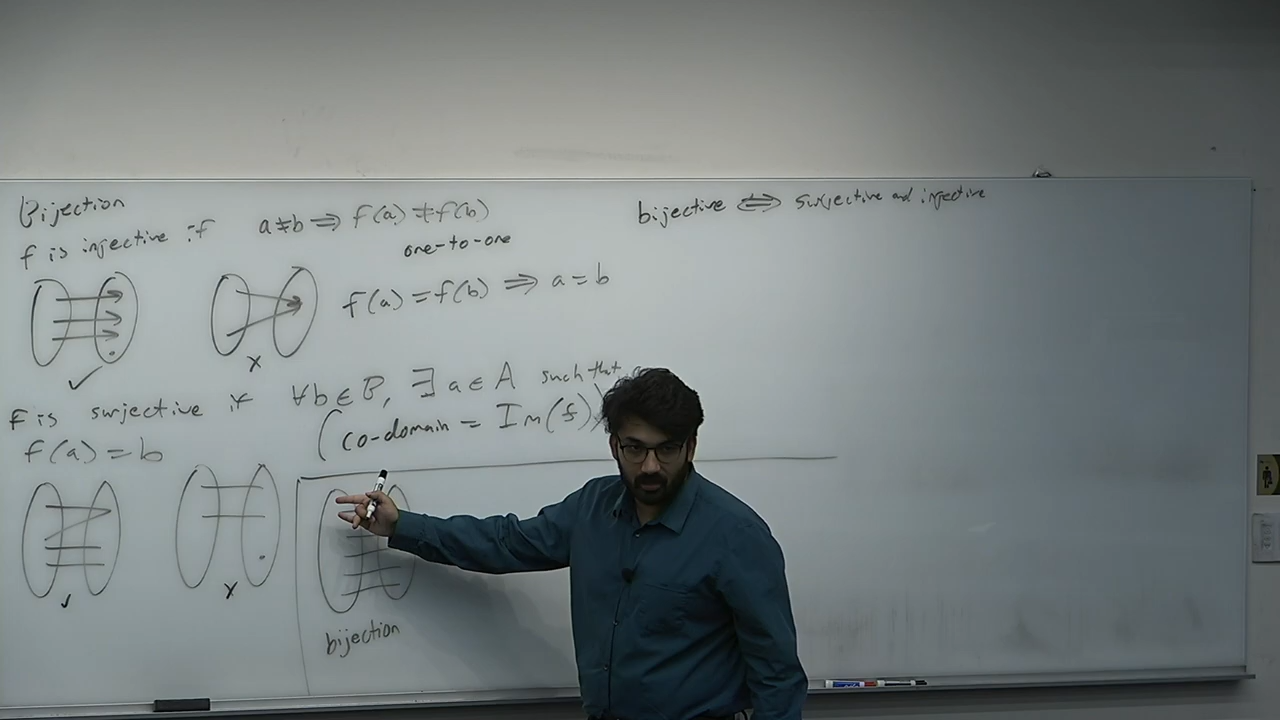 Bijection
f is injective if a≠b ⟹ f(a) ≠ f(b)
one-to-one
f(a) = f(b) ⟹ a = b
f is surjective if ∀b ∈ B, ∃ a ∈ A such that
f(a) = b
(co-domain = Im(f))
bijection
bijective ⟺ surjective and injective